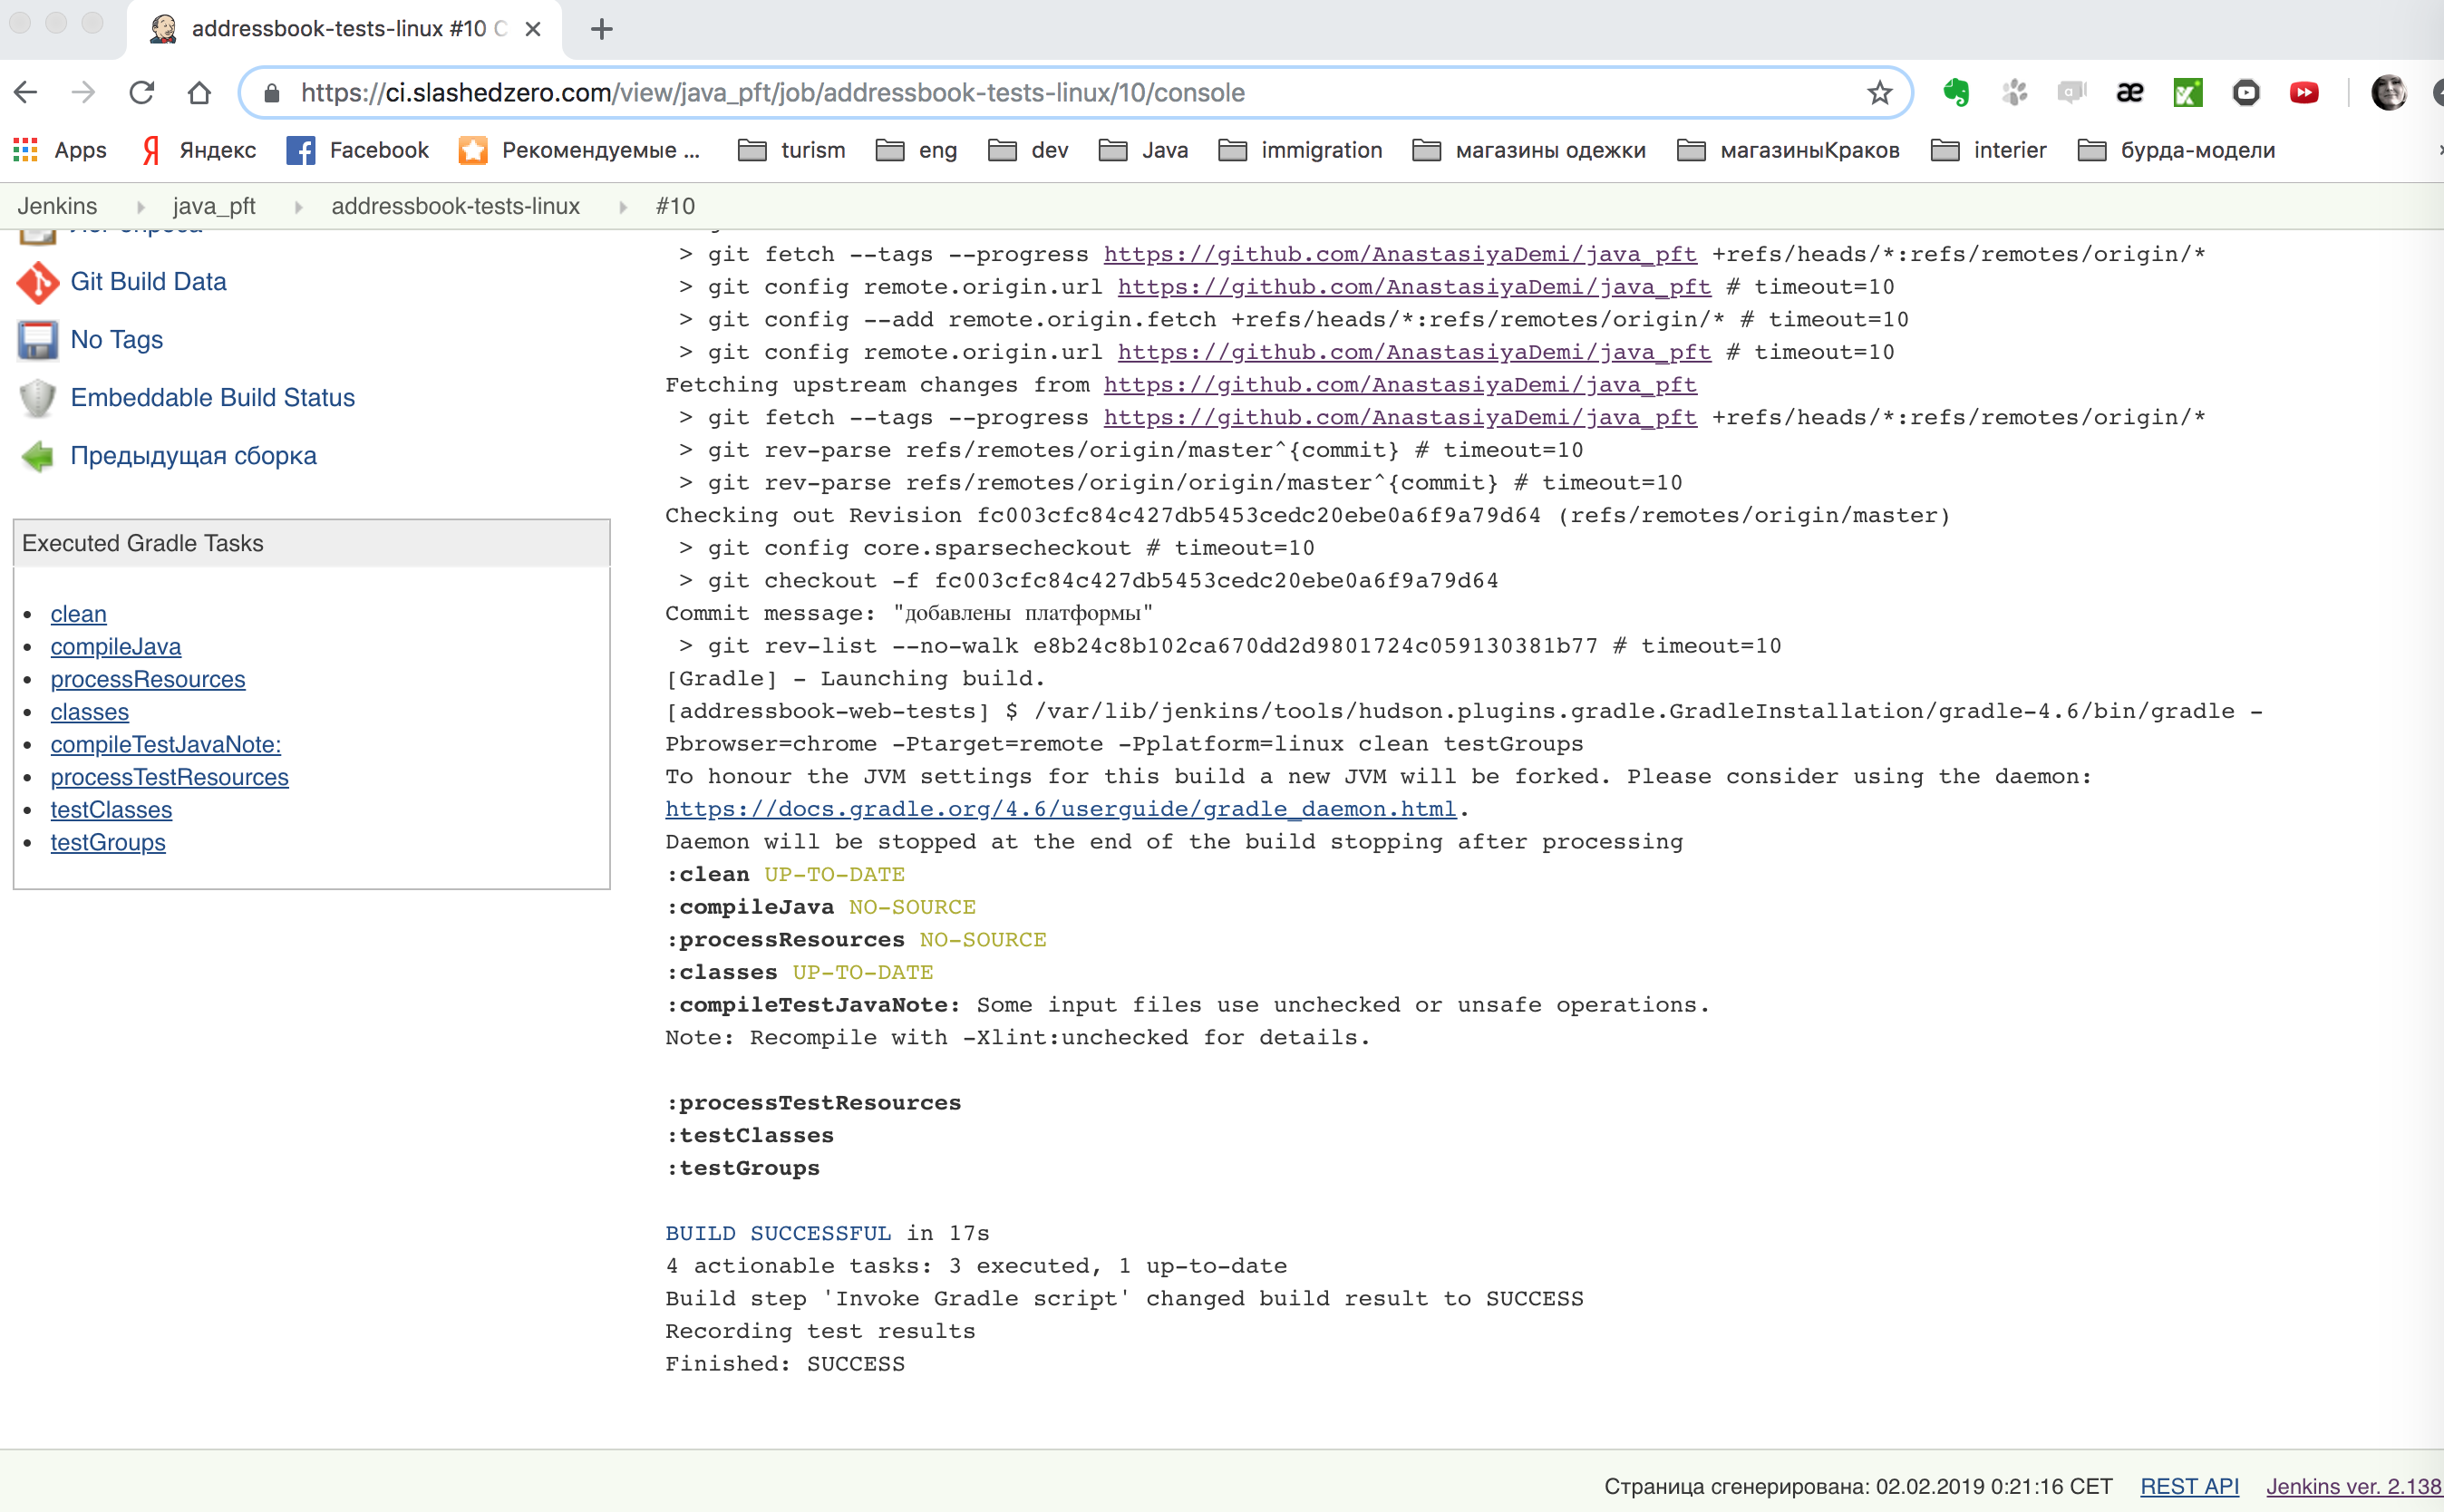 addressbook-tests-linux #10 C
https://ci.slashedzero.com/view/java_pft/job/addressbook-tests-linux/10/console
Apps Яндекс Facebook Рекомендуемые ... turism eng dev Java immigration магазины одежки магазиныКраков interier бурда-модели
Jenkins java_pft addressbook-tests-linux #10
Git Build Data
No Tags
Embeddable Build Status
Предыдущая сборка
Executed Gradle Tasks
clean
compileJava
processResources
classes
compileTestJavaNote:
processTestResources
testClasses
testGroups
> git fetch --tags --progress https://github.com/AnastasiyaDemi/java_pft +refs/heads/*:refs/remotes/origin/*
> git config remote.origin.url https://github.com/AnastasiyaDemi/java_pft # timeout=10
> git config --add remote.origin.fetch +refs/heads/*:refs/remotes/origin/* # timeout=10
> git config remote.origin.url https://github.com/AnastasiyaDemi/java_pft # timeout=10
Fetching upstream changes from https://github.com/AnastasiyaDemi/java_pft
> git fetch --tags --progress https://github.com/AnastasiyaDemi/java_pft +refs/heads/*:refs/remotes/origin/*
> git rev-parse refs/remotes/origin/master^{commit} # timeout=10
> git rev-parse refs/remotes/origin/origin/master^{commit} # timeout=10
Checking out Revision fc003cfc84c427db5453cedc20ebe0a6f9a79d64 (refs/remotes/origin/master)
> git config core.sparsecheckout # timeout=10
> git checkout -f fc003cfc84c427db5453cedc20ebe0a6f9a79d64
Commit message: "добавлены платформы"
> git rev-list --no-walk e8b24c8b102ca670dd2d9801724c059130381b77 # timeout=10
[Gradle] - Launching build.
[addressbook-web-tests] $ /var/lib/jenkins/tools/hudson.plugins.gradle.GradleInstallation/gradle-4.6/bin/gradle -
Pbrowser=chrome -Ptarget=remote -Pplatform=linux clean testGroups
To honour the JVM settings for this build a new JVM will be forked. Please consider using the daemon:
https://docs.gradle.org/4.6/userguide/gradle_daemon.html.
Daemon will be stopped at the end of the build stopping after processing
:clean UP-TO-DATE
:compileJava NO-SOURCE
:processResources NO-SOURCE
:classes UP-TO-DATE
:compileTestJavaNote: Some input files use unchecked or unsafe operations.
Note: Recompile with -Xlint:unchecked for details.
:processTestResources
:testClasses
:testGroups
BUILD SUCCESSFUL in 17s
4 actionable tasks: 3 executed, 1 up-to-date
Build step 'Invoke Gradle script' changed build result to SUCCESS
Recording test results
Finished: SUCCESS
Страница сгенерирована: 02.02.2019 0:21:16 CET REST API Jenkins ver. 2.138